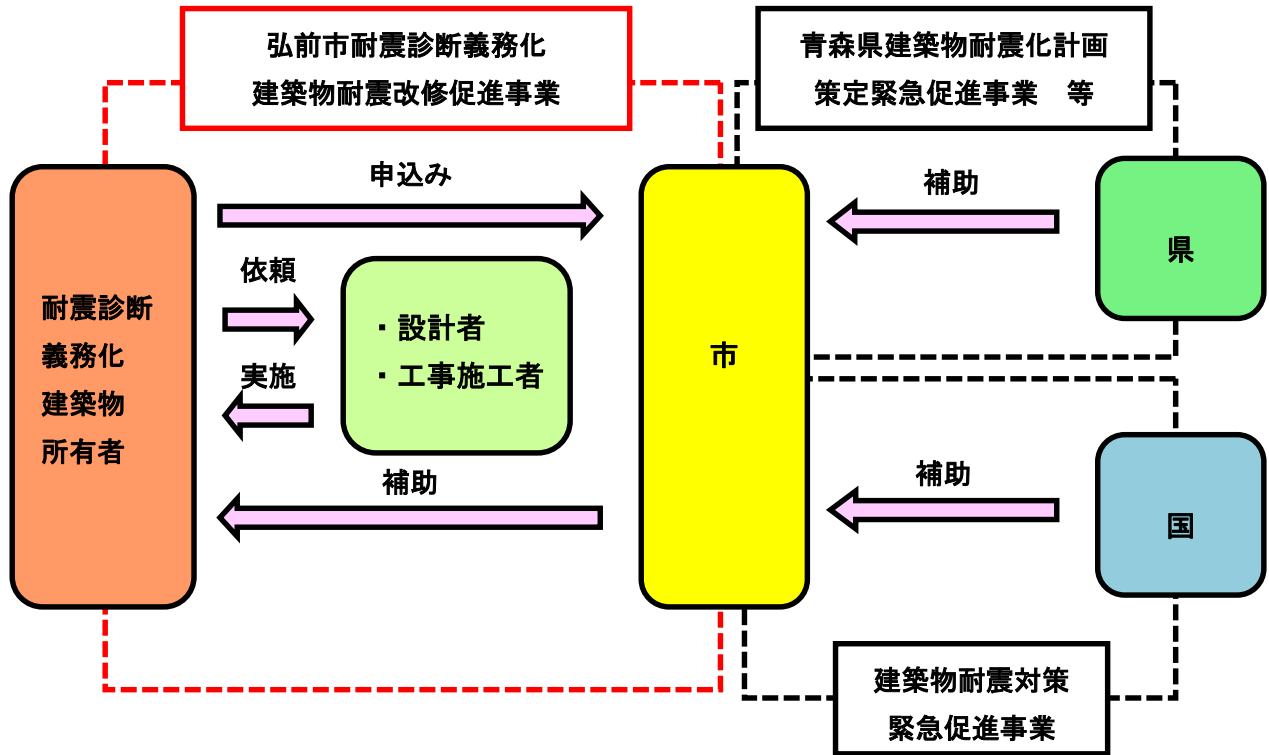 弘前市耐震診断義務化
建築物耐震改修促進事業
青森県建築物耐震化計画
策定緊急促進事業　等
申込み
補助
県
依頼
耐震診断
義務化
建築物
所有者
・設計者
・工事施工者
市
実施
補助
補助
国
建築物耐震対策
緊急促進事業